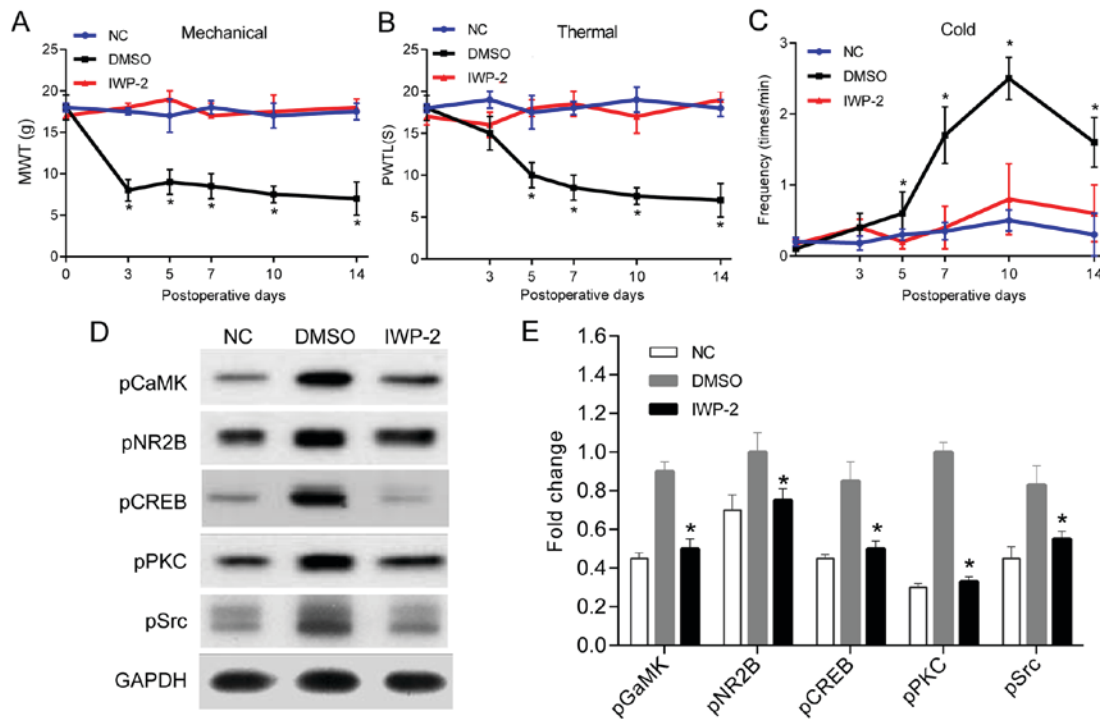 A
Mechanical
NC
DMSO
IWP-2
MWT (g)
25
20
15
10
5
0
0 3 5 7 10 14
Postoperative days
B
Thermal
NC
DMSO
IWP-2
PWTL(S)
25
20
15
10
5
0
3 5 7 10 14
Postoperative days
C
Cold
NC
DMSO
IWP-2
Frequency (times/min)
3
2
1
0
3 5 7 10 14
Postoperative days
* * * * *
* * * *
* * * * *
D
NC DMSO IWP-2
pCaMK
pNR2B
pCREB
pPKC
pSrc
GAPDH
E
NC
DMSO
IWP-2
Fold change
1.6
1.4
1.2
1.0
0.8
0.6
0.4
0.2
0.0
* * * * *
pGaMK pNR2B pCREB pPKC pSrc